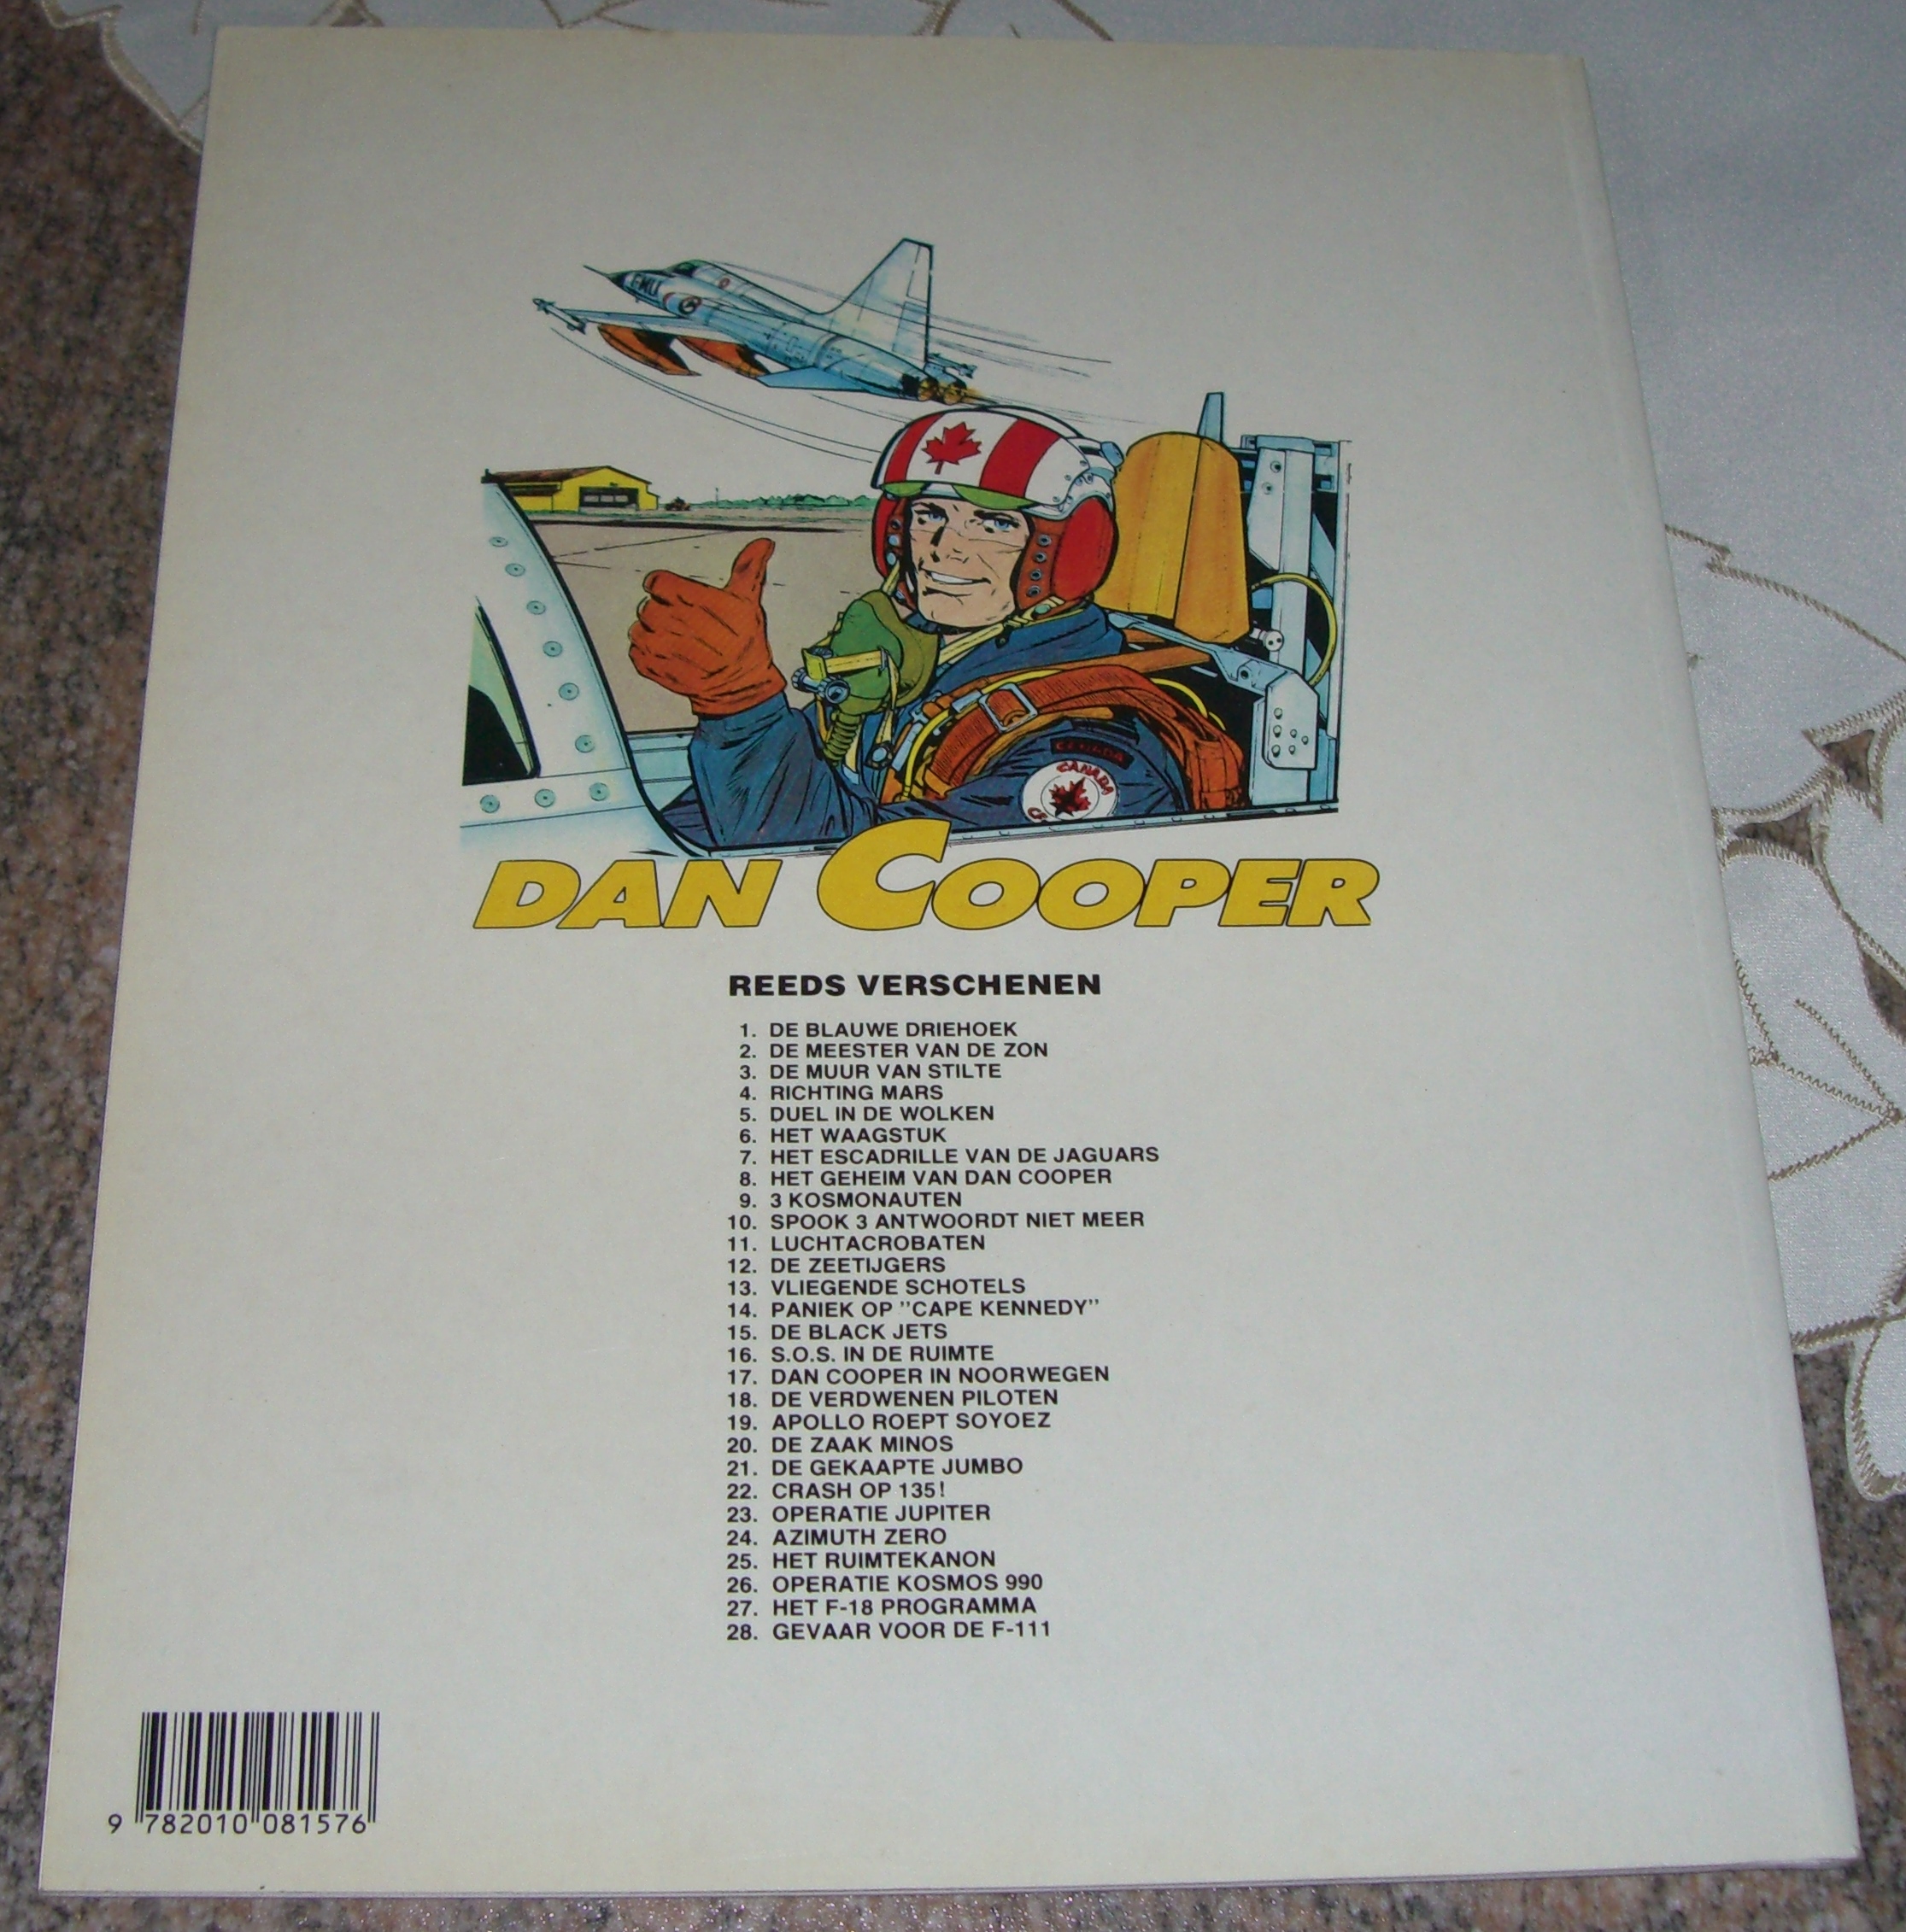 CANADA
CANADA
DAN COOPER
REEDS VERSCHENEN
1. DE BLAUWE DRIEHOEK
2. DE MEESTER VAN DE ZON
3. DE MUUR VAN STILTE
4. RICHTING MARS
5. DUEL IN DE WOLKEN
6. HET WAAGSTUK
7. HET ESCADRILLE VAN DE JAGUARS
8. HET GEHEIM VAN DAN COOPER
9. 3 KOSMONAUTEN
10. SPOOK 3 ANTWOORDT NIET MEER
11. LUCHTACROBATEN
12. DE ZEETIJGERS
13. VLIEGENDE SCHOTELS
14. PANIEK OP "CAPE KENNEDY"
15. DE BLACK JETS
16. S.O.S. IN DE RUIMTE
17. DAN COOPER IN NOORWEGEN
18. DE VERDWENEN PILOTEN
19. APOLLO ROEPT SOYOEZ
20. DE ZAAK MINOS
21. DE GEKAAPTE JUMBO
22. CRASH OP 135!
23. OPERATIE JUPITER
24. AZIMUTH ZERO
25. HET RUIMTEKANON
26. OPERATIE KOSMOS 990
27. HET F-18 PROGRAMMA
28. GEVAAR VOOR DE F-111
9 782010 081576